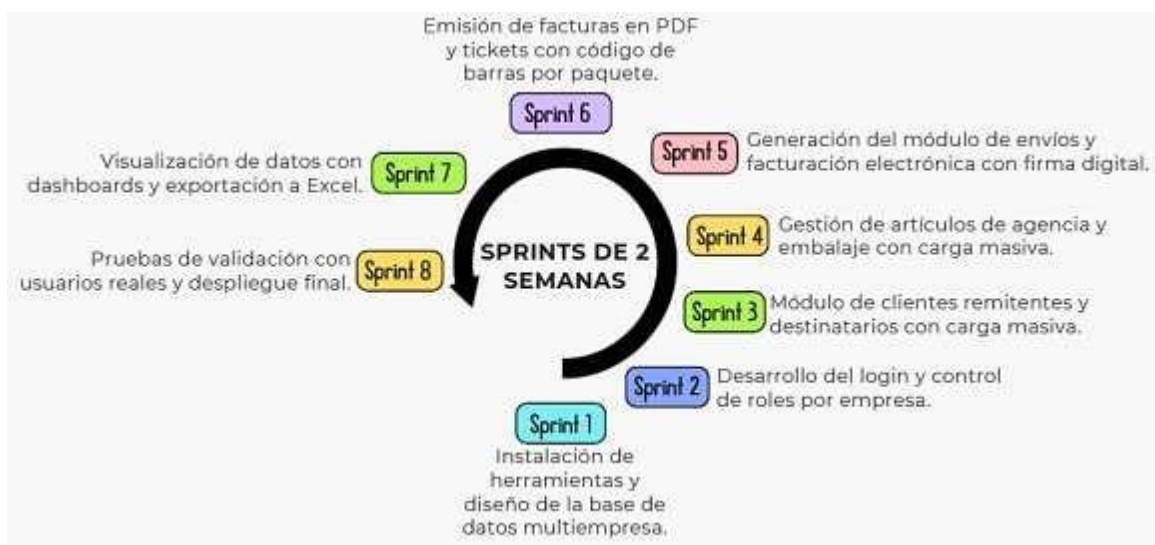 Emisión de facturas en PDF
y tickets con código de
barras por paquete.
Sprint 6
Sprint 5
Generación del módulo de envíos y
facturación electrónica con firma digital.
Visualización de datos con
dashboards y exportación a Excel.
Sprint 7
Sprint 4
Gestión de artículos de agencia y
embalaje con carga masiva.
SPRINTS DE 2
SEMANAS
Pruebas de validación con
usuarios reales y despliegue final.
Sprint 8
Sprint 3
Módulo de clientes remitentes y
destinatarios con carga masiva.
Sprint 2
Desarrollo del login y control
de roles por empresa.
Sprint 1
Instalación de
herramientas y
diseño de la base de
datos multiempresa.